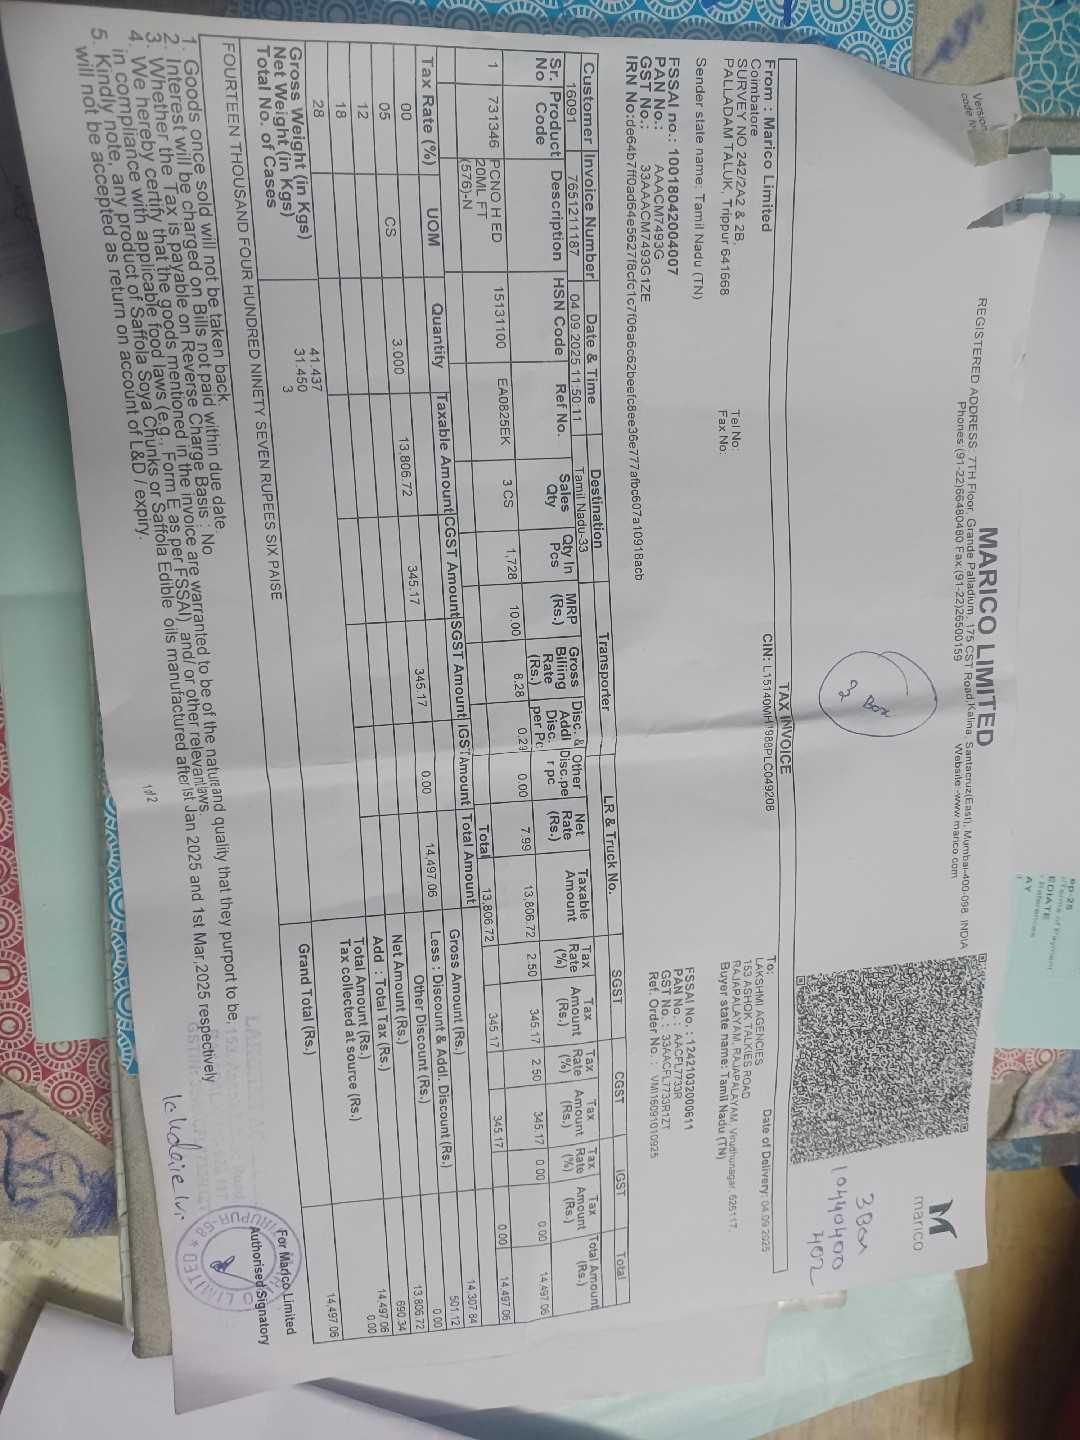 MARICO LIMITED
REGISTERED ADDRESS: 7TH Floor, Grande Palladium, 175 CST Road,Kalina, Santacruz(East), Mumbai-400-098, INDIA
Phones:(91-22)66480480 Fax:(91-22)26500159 Website:-www.marico.com
marico
3 Box
10440400
402
2 Box
CIN: L15140MH1988PLC049208
TAX INVOICE
From : Marico Limited
Coimbatore
SURVEY NO 242/2A2 & 2B,
PALLADAM TALUK, Trippur 641668
Tel No:
Fax No:
Sender state name: Tamil Nadu (TN)
FSSAI no.: 10018042004007
PAN No.: AAACM7493G
GST No.: 33AAACM7493G1ZE
IRN No:de64b7ff0ad64e5627f8cfc1c7f06a6c62beefc8ee36e777afbc607a10918acb
To: Date of Delivery: 04.09.2025
LAKSHMI AGENCIES
153 ASHOK TALKIES ROAD
RAJAPALAYAM, RAJAPALAYAM, Virudhunagar, 626117,
Buyer state name: Tamil Nadu (TN)
FSSAI No.: 12421032000611
PAN No.: AACFL7733R
GST No.: 33AACFL7733R1ZT
Ref. Order No.: VMI16091010925
Customer Invoice Number Date & Time Destination Transporter LR & Truck No. SGST CGST IGST Total
16091 7651211187 04.09.2025 11:50:11 Tamil Nadu-33
Sr. No Product Code Description HSN Code Ref No. Sales Qty Qty In Pcs MRP (Rs.) Gross Billing Rate (Rs.) Disc. & Addl Disc. per Pc Other Disc.pe r pc Net Rate (Rs.) Taxable Amount Tax Rate (%) Tax Amount (Rs.) Tax Rate (%) Tax Amount (Rs.) Tax Rate (%) Tax Amount (Rs.) Total Amount (Rs.)
1 731346 PCNO H ED 20ML FT (576)-N 15131100 EA0825EK 3 CS 1,728 10.00 8.28 0.29 0.00 7.99 13,806.72 2.50 345.17 2.50 345.17 0.00 0.00 14,497.06
Total 13,806.72 345.17 345.17 0.00 14,497.06
Tax Rate (%) UOM Quantity Taxable Amount CGST Amount SGST Amount IGST Amount Total Amount
00
05 CS 3.000 13,806.72 345.17 345.17 0.00 14,497.06
12
18
28
Gross Amount (Rs.) 14,307.84
Less : Discount & Addl. Discount (Rs.) 501.12
Other Discount (Rs.) 0.00
Net Amount (Rs.) 13,806.72
Add : Total Tax (Rs.) 690.34
Total Amount (Rs.) 14,497.06
Tax collected at source (Rs.) 0.00
Gross Weight (in Kgs) 41.437
Net Weight (in Kgs) 31.450
Total No. of Cases 3
Grand Total (Rs.) 14,497.06
FOURTEEN THOUSAND FOUR HUNDRED NINETY SEVEN RUPEES SIX PAISE
1. Goods once sold will not be taken back.
2. Interest will be charged on Bills not paid within due date.
3. Whether the Tax is payable on Reverse Charge Basis : No
4. We hereby certify that the goods mentioned in the invoice are warranted to be of the nature and quality that they purport to be,
in compliance with applicable food laws (e.g., Form E as per FSSAI) and/ or other relevant laws.
5. Kindly note, any product of Saffola Soya Chunks or Saffola Edible oils manufactured after 1st Jan 2025 and 1st Mar,2025 respectively
will not be accepted as return on account of L&D / expiry.
For Marico Limited
Authorised Signatory
1/12
Version
code N
ep-25
Terms of Payment
EDIATE
References
AY